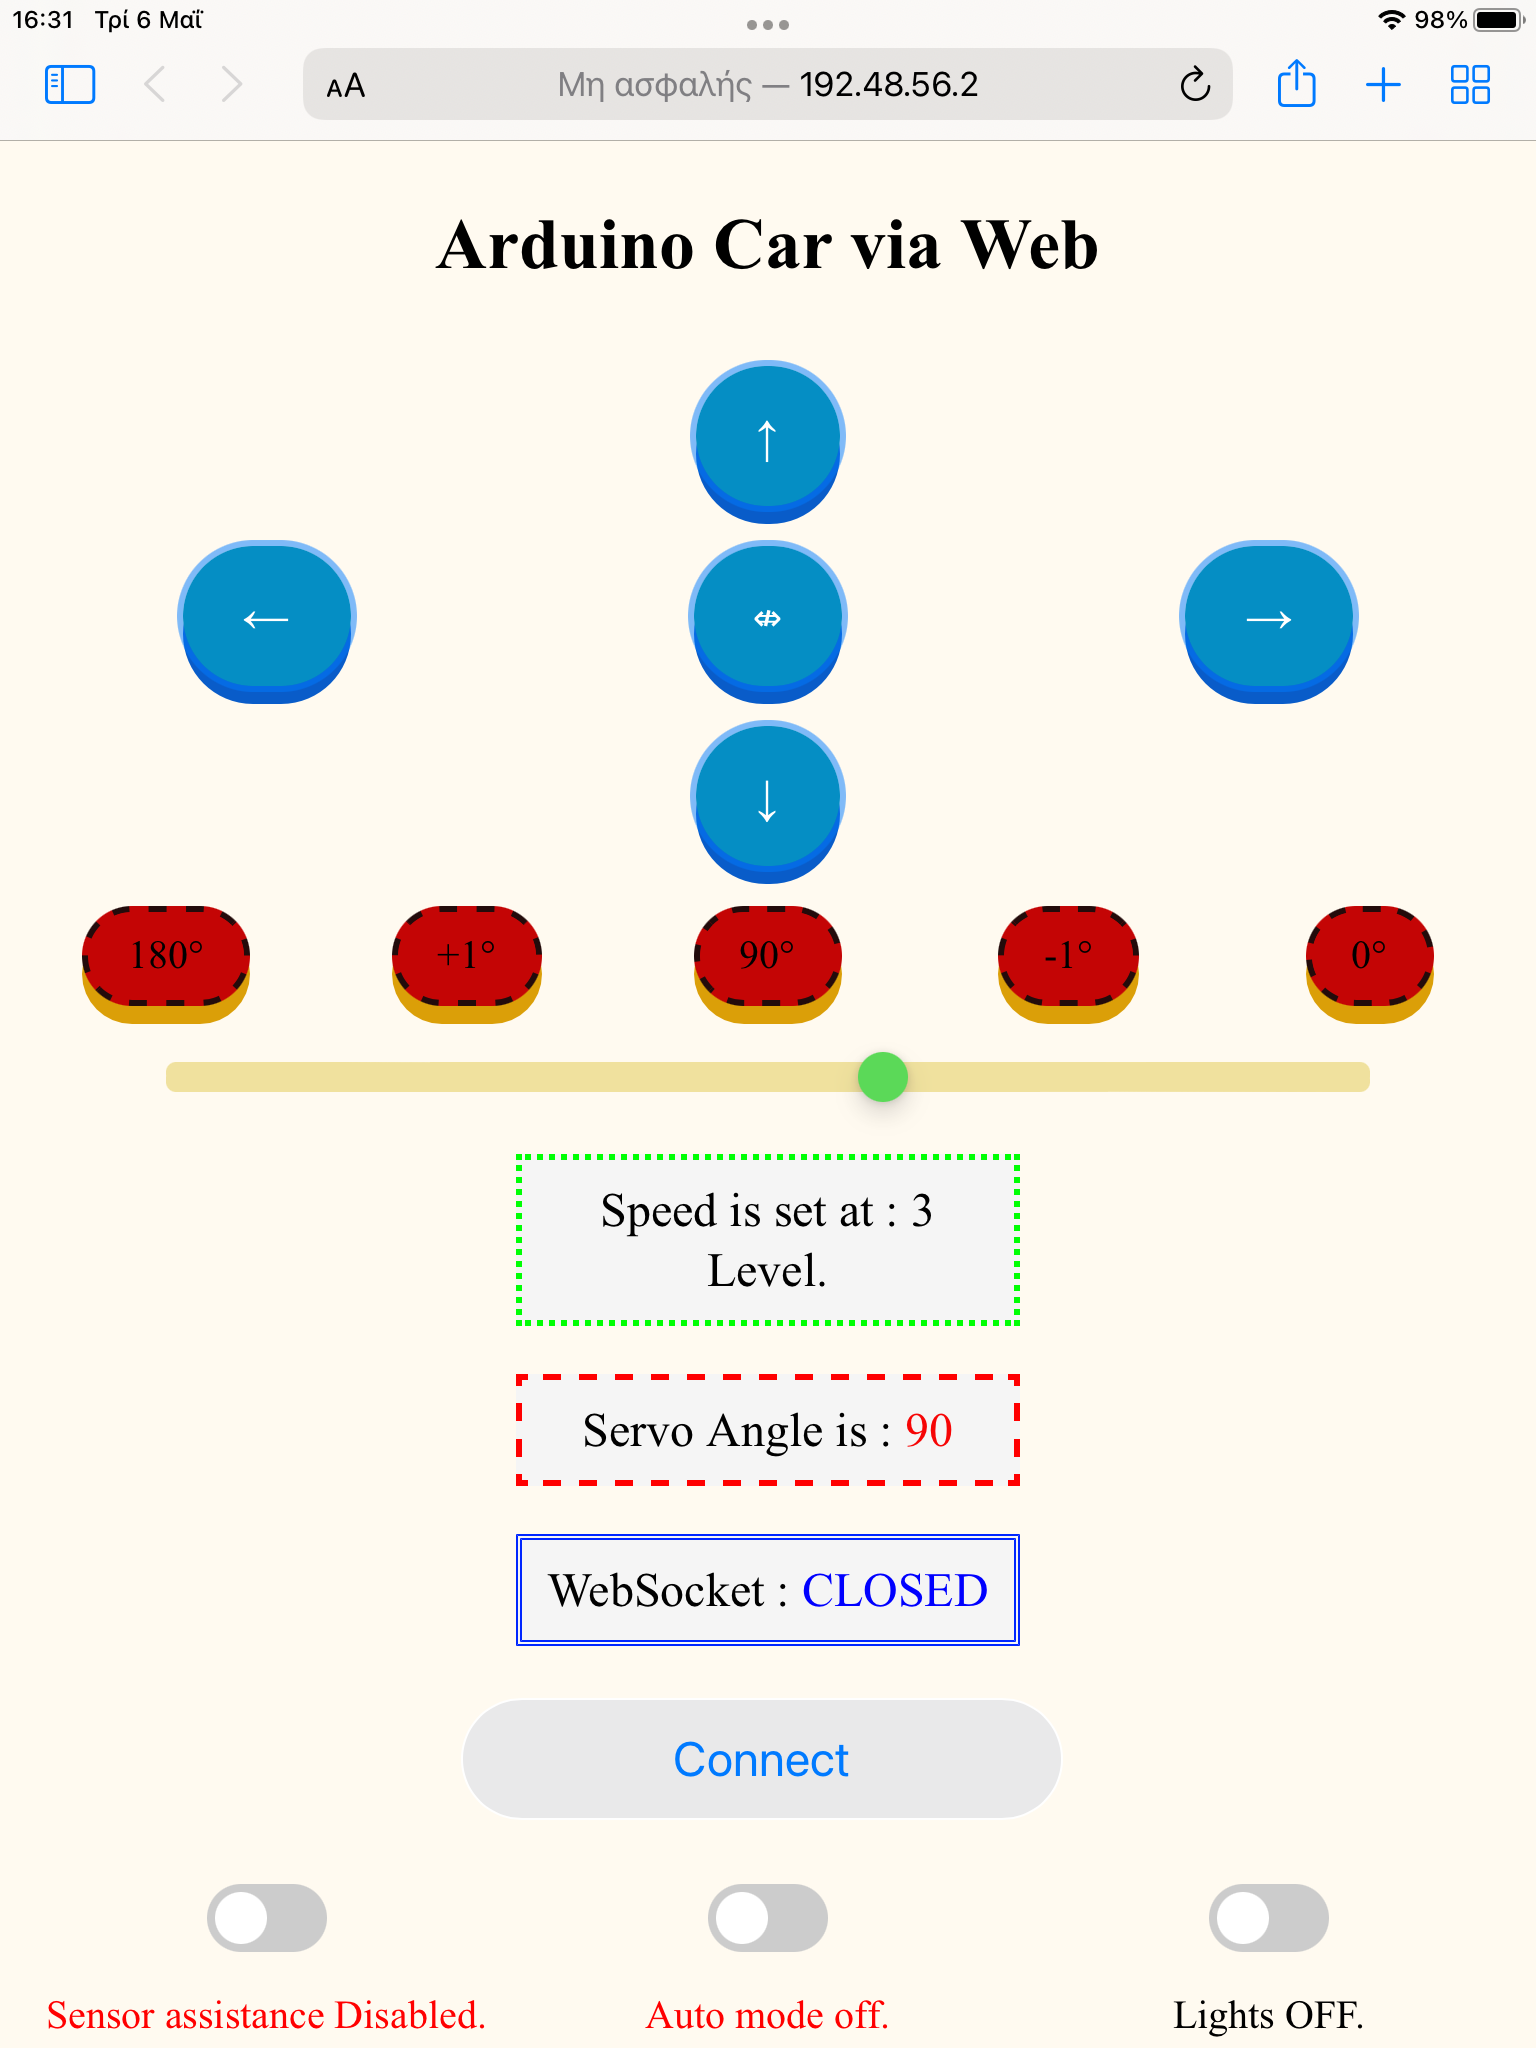 16:31 Τρί 6 Μαΐ
98%
AA Μη ασφαλής — 192.48.56.2
Arduino Car via Web
↑
← ⇎ →
↓
180° +1° 90° -1° 0°
Speed is set at : 3
Level.
Servo Angle is : 90
WebSocket : CLOSED
Connect
Sensor assistance Disabled. Auto mode off. Lights OFF.